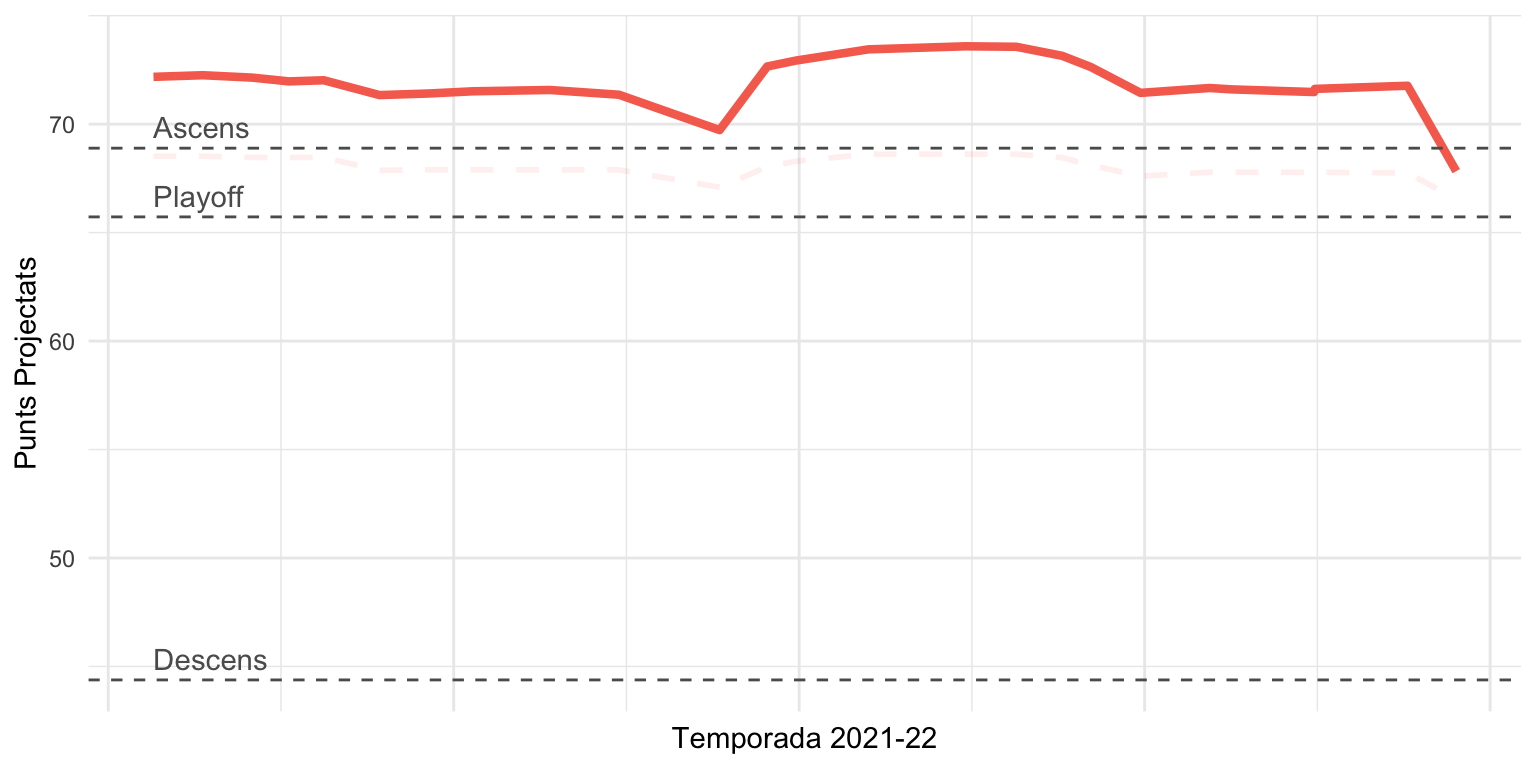 70
Ascens
Playoff
Punts Projectats
60
50
Descens
Temporada 2021-22